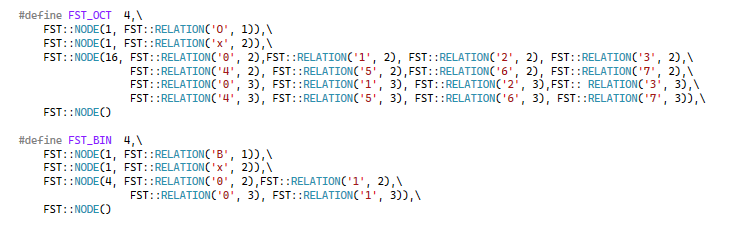 #define FST_OCT  4,\
    FST::NODE(1, FST::RELATION('O', 1)),\
    FST::NODE(1, FST::RELATION('x', 2)),\
    FST::NODE(16, FST::RELATION('0', 2),FST::RELATION('1', 2), FST::RELATION('2', 2), FST::RELATION('3', 2),\
                  FST::RELATION('4', 2), FST::RELATION('5', 2),FST::RELATION('6', 2), FST::RELATION('7', 2),\
                  FST::RELATION('0', 3), FST::RELATION('1', 3), FST::RELATION('2', 3),FST:: RELATION('3', 3),\
                  FST::RELATION('4', 3), FST::RELATION('5', 3), FST::RELATION('6', 3), FST::RELATION('7', 3)),\
    FST::NODE()
#define FST_BIN  4,\
    FST::NODE(1, FST::RELATION('B', 1)),\
    FST::NODE(1, FST::RELATION('x', 2)),\
    FST::NODE(4, FST::RELATION('0', 2),FST::RELATION('1', 2),\
                 FST::RELATION('0', 3), FST::RELATION('1', 3)),\
    FST::NODE()